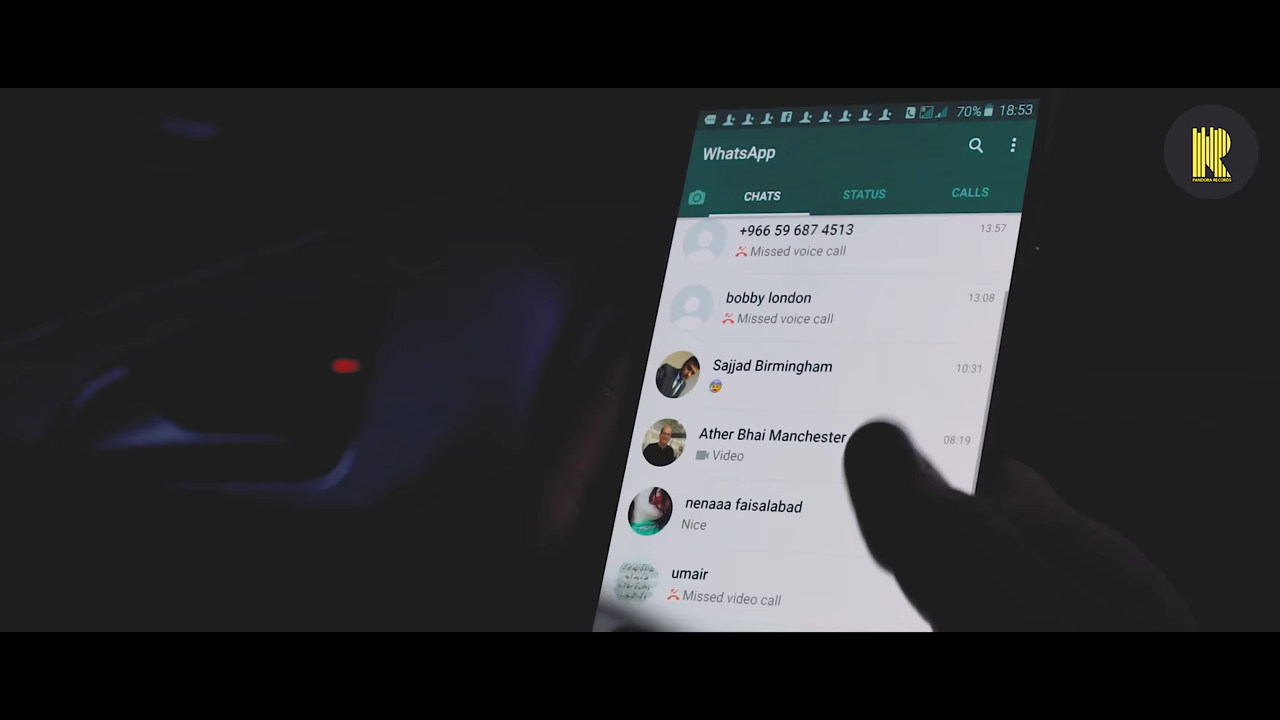 70% 18:53
WhatsApp
CHATS STATUS CALLS
+966 59 687 4513 13:57
Missed voice call
bobby london 13:08
Missed voice call
Sajjad Birmingham 10:31
Ather Bhai Manchester 08:19
Video
nenaaa faisalabad
Nice
umair
Missed video call
PANDORA RECORDS